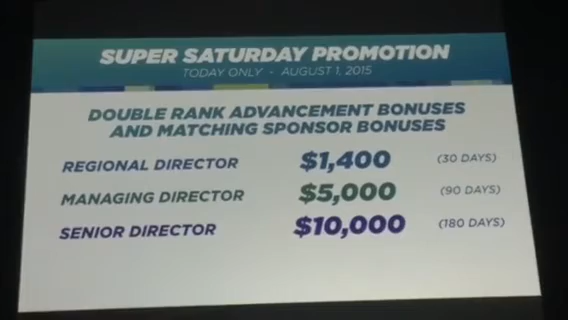 SUPER SATURDAY PROMOTION
TODAY ONLY - AUGUST 1, 2015
DOUBLE RANK ADVANCEMENT BONUSES
AND MATCHING SPONSOR BONUSES
REGIONAL DIRECTOR $1,400 (30 DAYS)
MANAGING DIRECTOR $5,000 (90 DAYS)
SENIOR DIRECTOR $10,000 (180 DAYS)